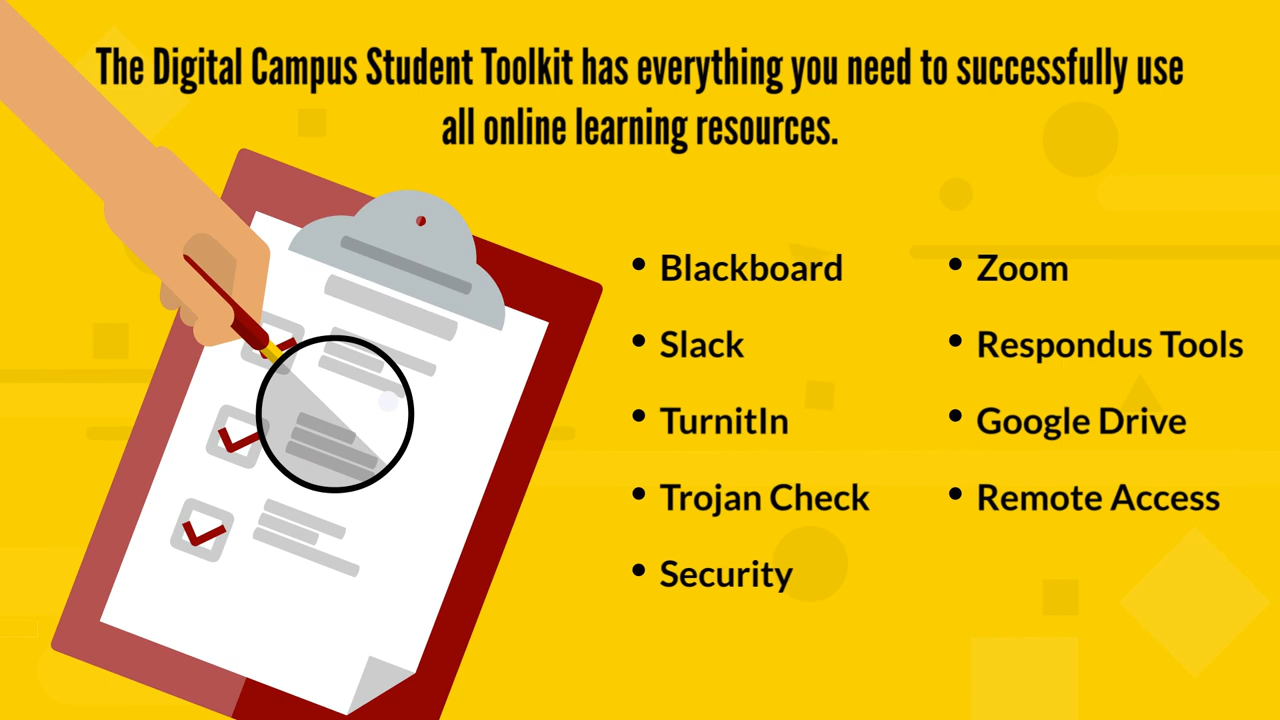 The Digital Campus Student Toolkit has everything you need to successfully use
all online learning resources.
• Blackboard
• Slack
• TurnitIn
• Trojan Check
• Security
• Zoom
• Respondus Tools
• Google Drive
• Remote Access